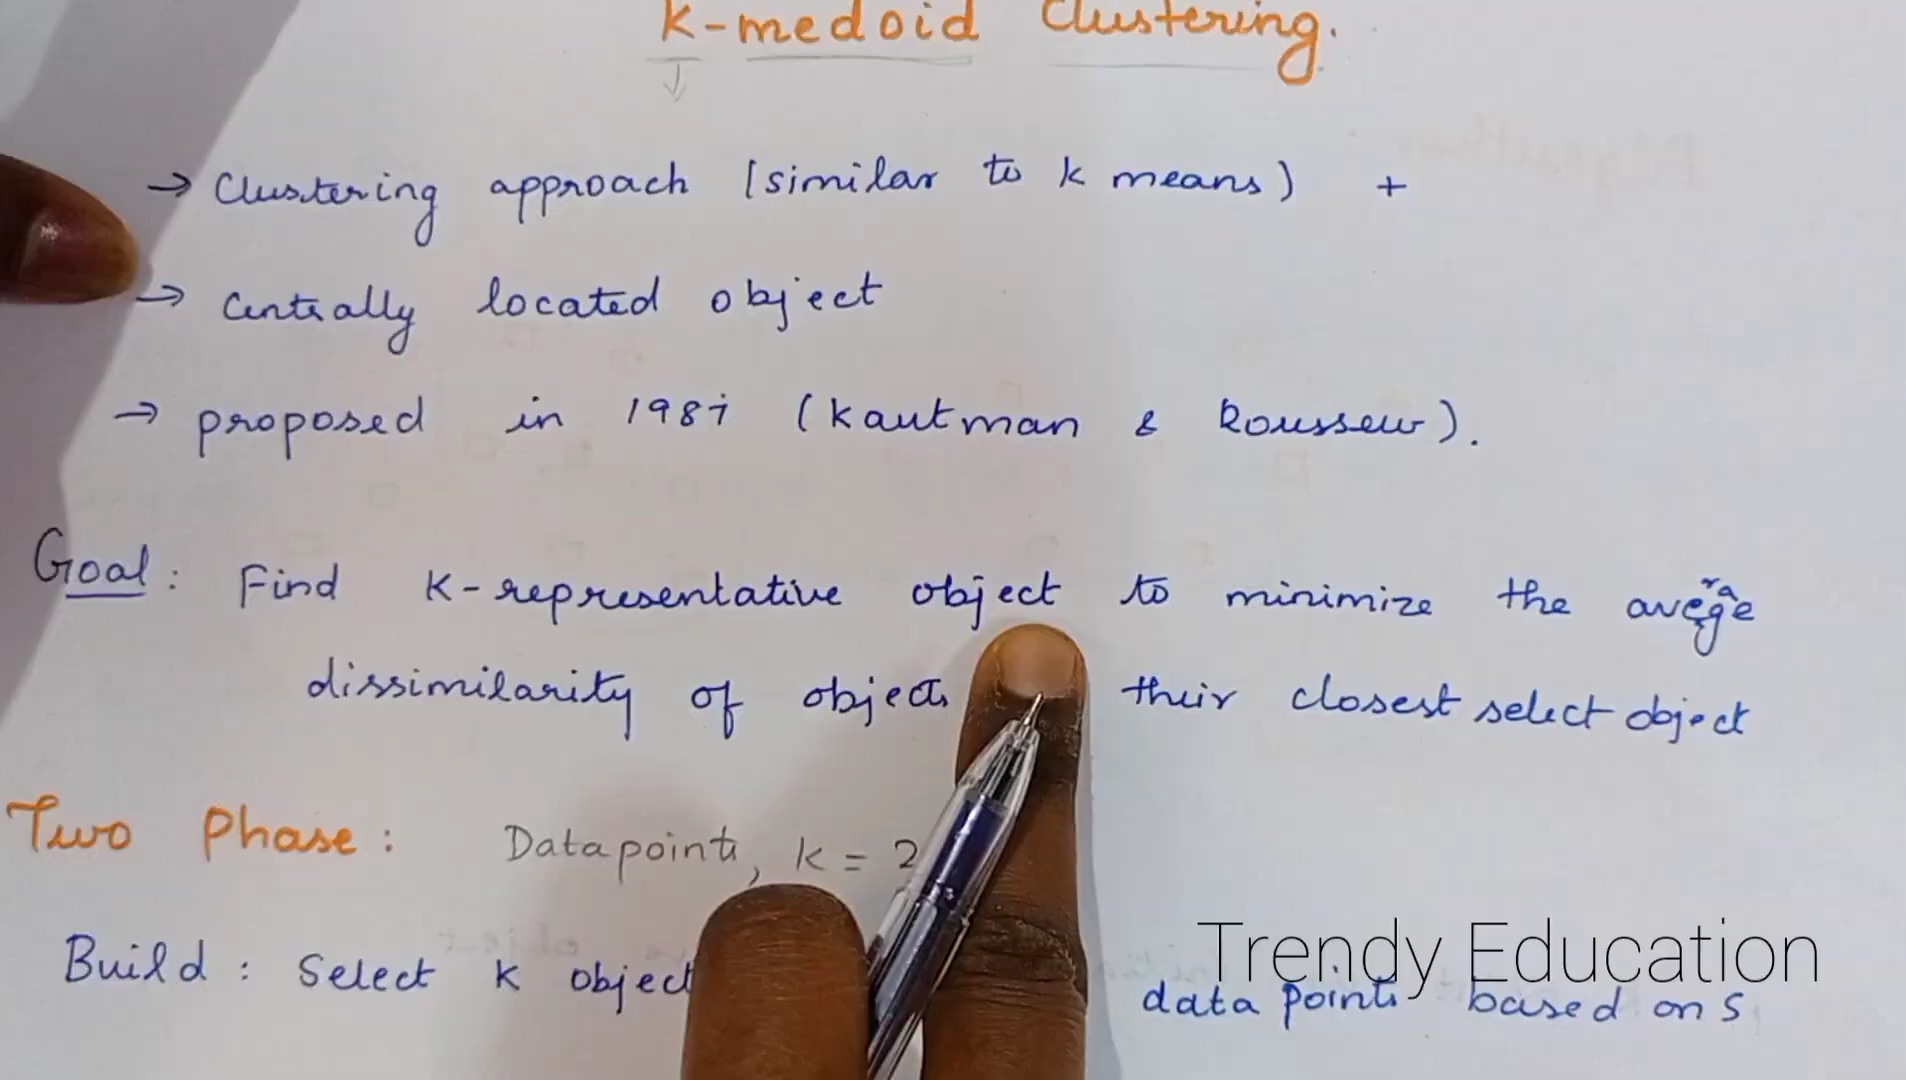 K-medoid Clustering.
→ Clustering approach (similar to k means) +
→ Centrally located object
→ proposed in 1987 (Kautman & Roussew).
Goal: Find K-representative object to minimize the average
dissimilarity of objects their closest select object
Two Phase: Datapoints, k = 2
Build: Select k object data points based on S
Trendy Education